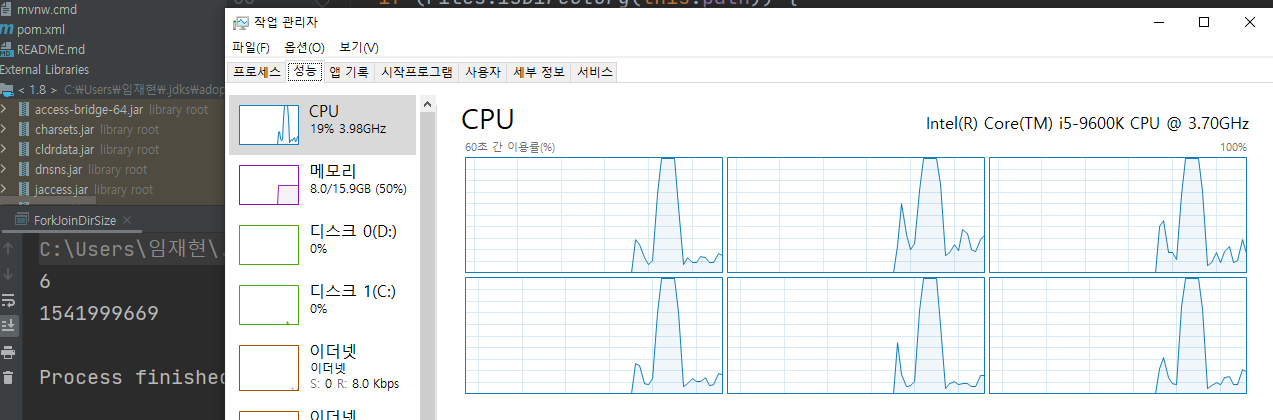 mvnw.cmd
pom.xml
README.md
External Libraries
< 1.8 > C:\Users\임재현\.jdks\adop
access-bridge-64.jar library root
charsets.jar library root
cldrdata.jar library root
dnsns.jar library root
jaccess.jar library root
ForkJoinDirSize
C:\Users\임재현\.
6
1541999669
Process finished
if (Files.isDirectory(this.path)) {
작업 관리자
파일(F) 옵션(O) 보기(V)
프로세스 성능 앱 기록 시작프로그램 사용자 세부 정보 서비스
CPU
19% 3.98GHz
메모리
8.0/15.9GB (50%)
디스크 0(D:)
0%
디스크 1(C:)
0%
이더넷
이더넷
S: 0 R: 8.0 Kbps
이더넷
CPU
Intel(R) Core(TM) i5-9600K CPU @ 3.70GHz
60초 간 이용률(%)
100%